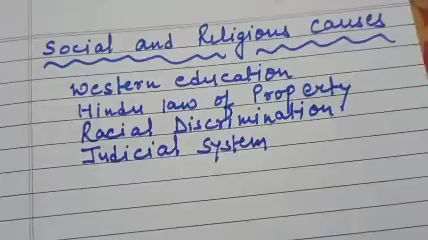 Social and Religious causes
Western education
Hindu law of Property
Racial Discrimination
Judicial System